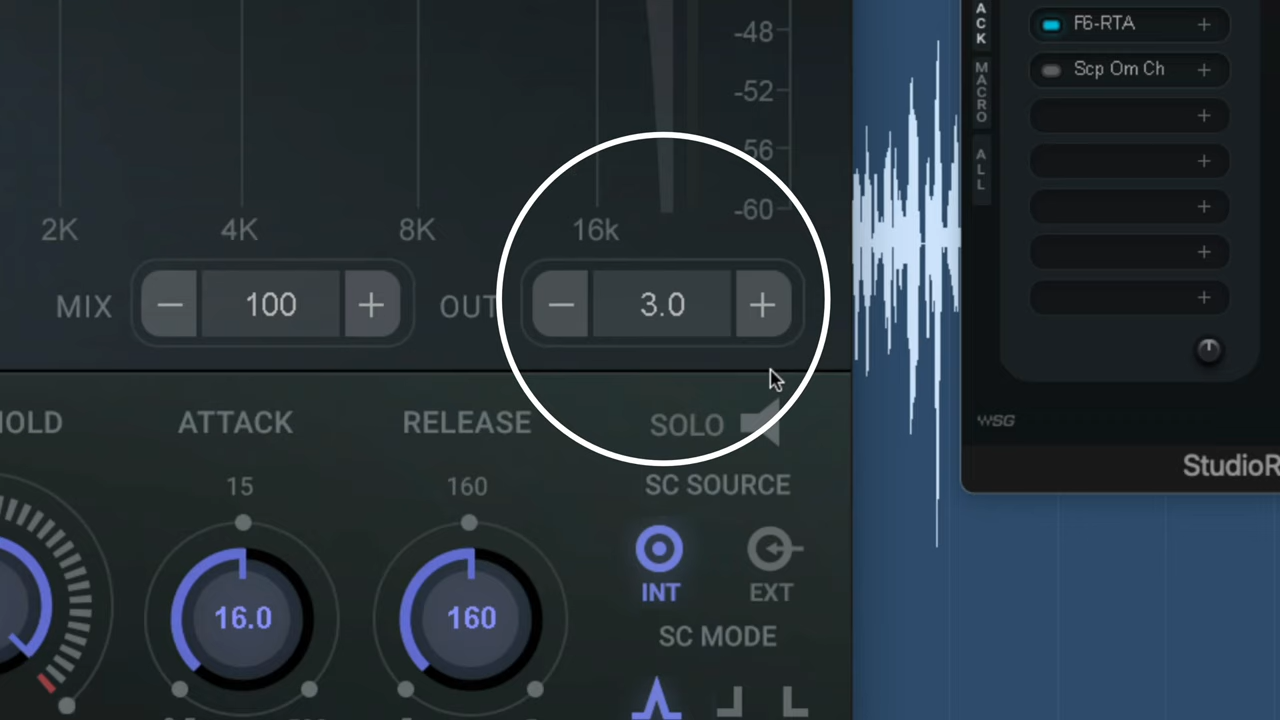 -48
-52
56
-60
2K 4K 8K 16k
MIX 100 OUT 3.0
HOLD ATTACK RELEASE SOLO
15 160 SC SOURCE
16.0 160
INT EXT
SC MODE
ACK
MACRO
ALL
F6-RTA
Scp Om Ch
WSG
StudioR